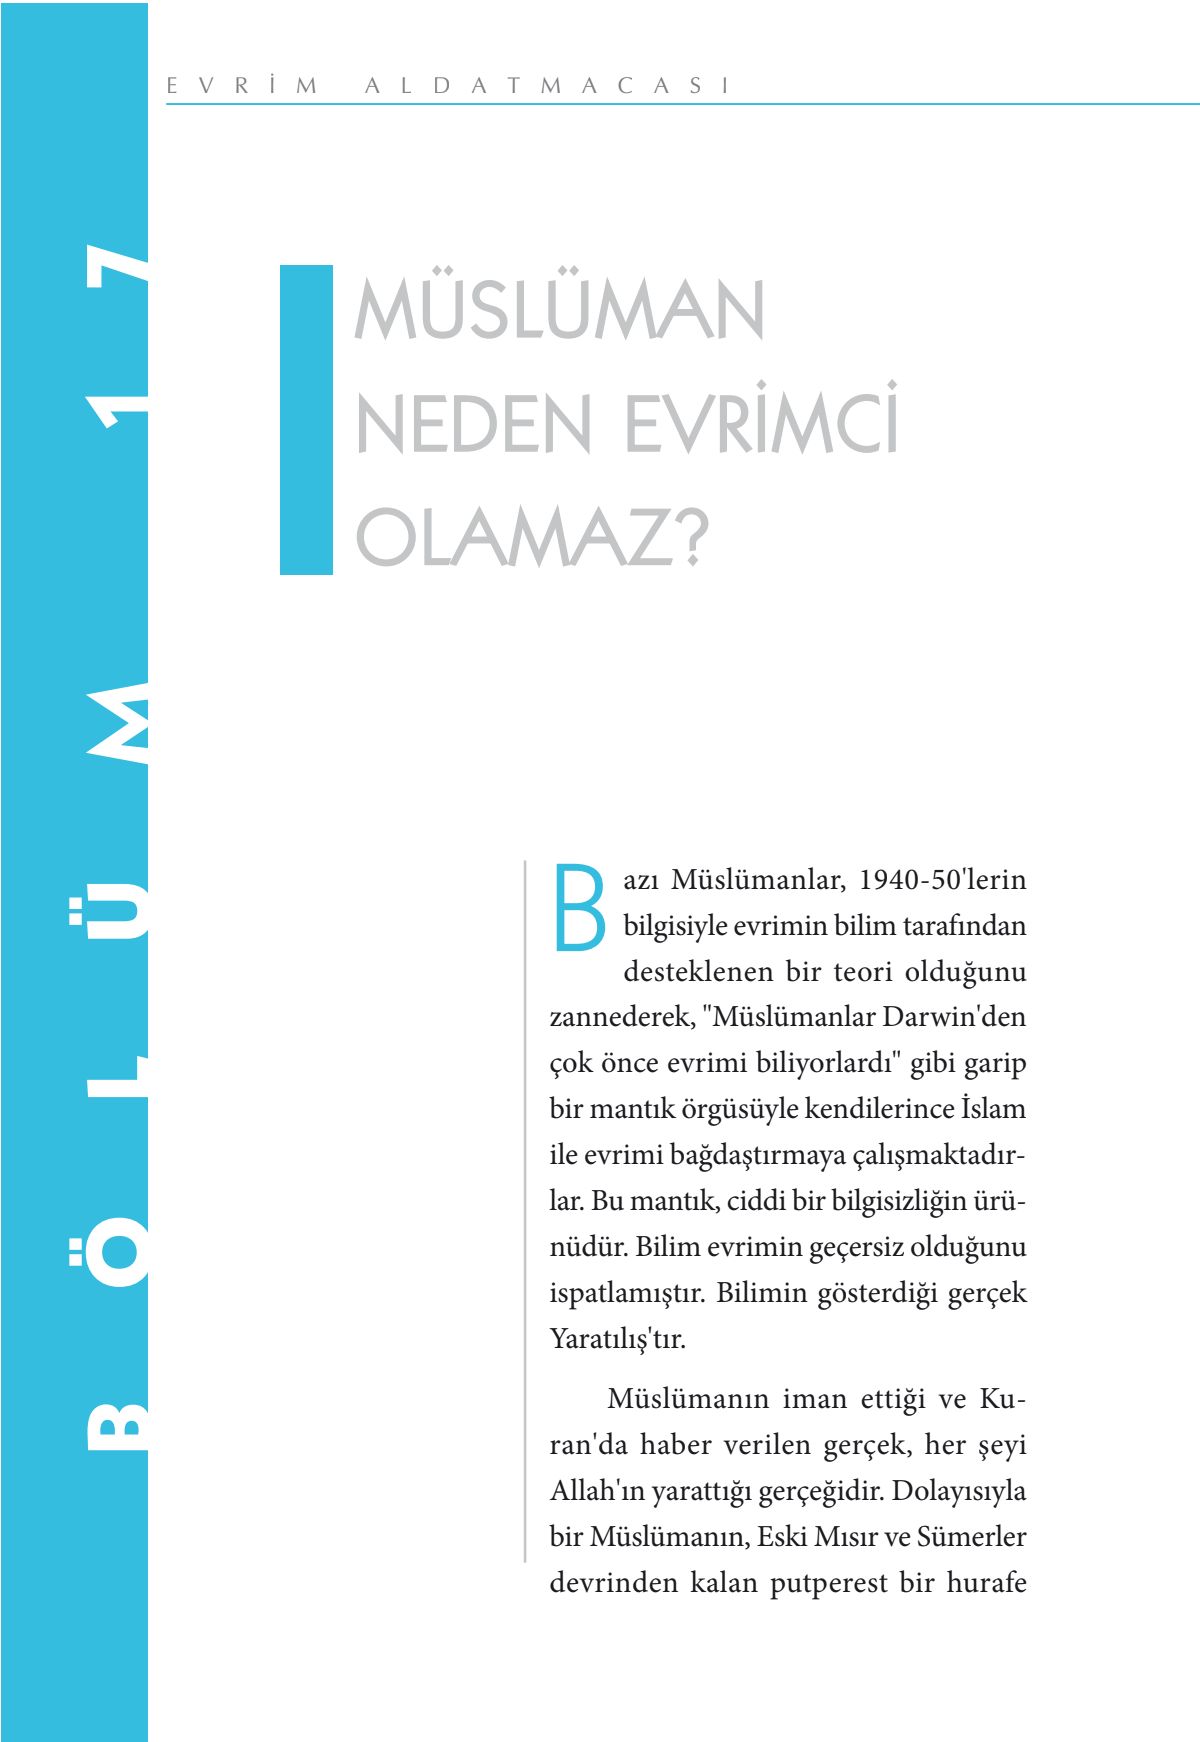 EVRİM ALDATMACASI
BÖLÜM 17
MÜSLÜMAN
NEDEN EVRİMCİ
OLAMAZ?
Bazı Müslümanlar, 1940-50'lerin
bilgisiyle evrimin bilim tarafından
desteklenen bir teori olduğunu
zannederek, "Müslümanlar Darwin'den
çok önce evrimi biliyorlardı" gibi garip
bir mantık örgüsüyle kendilerince İslam
ile evrimi bağdaştırmaya çalışmaktadır-
lar. Bu mantık, ciddi bir bilgisizliğin ürü-
nüdür. Bilim evrimin geçersiz olduğunu
ispatlamıştır. Bilimin gösterdiği gerçek
Yaratılış'tır.
Müslümanın iman ettiği ve Ku-
ran'da haber verilen gerçek, her şeyi
Allah'ın yarattığı gerçeğidir. Dolayısıyla
bir Müslümanın, Eski Mısır ve Sümerler
devrinden kalan putperest bir hurafe